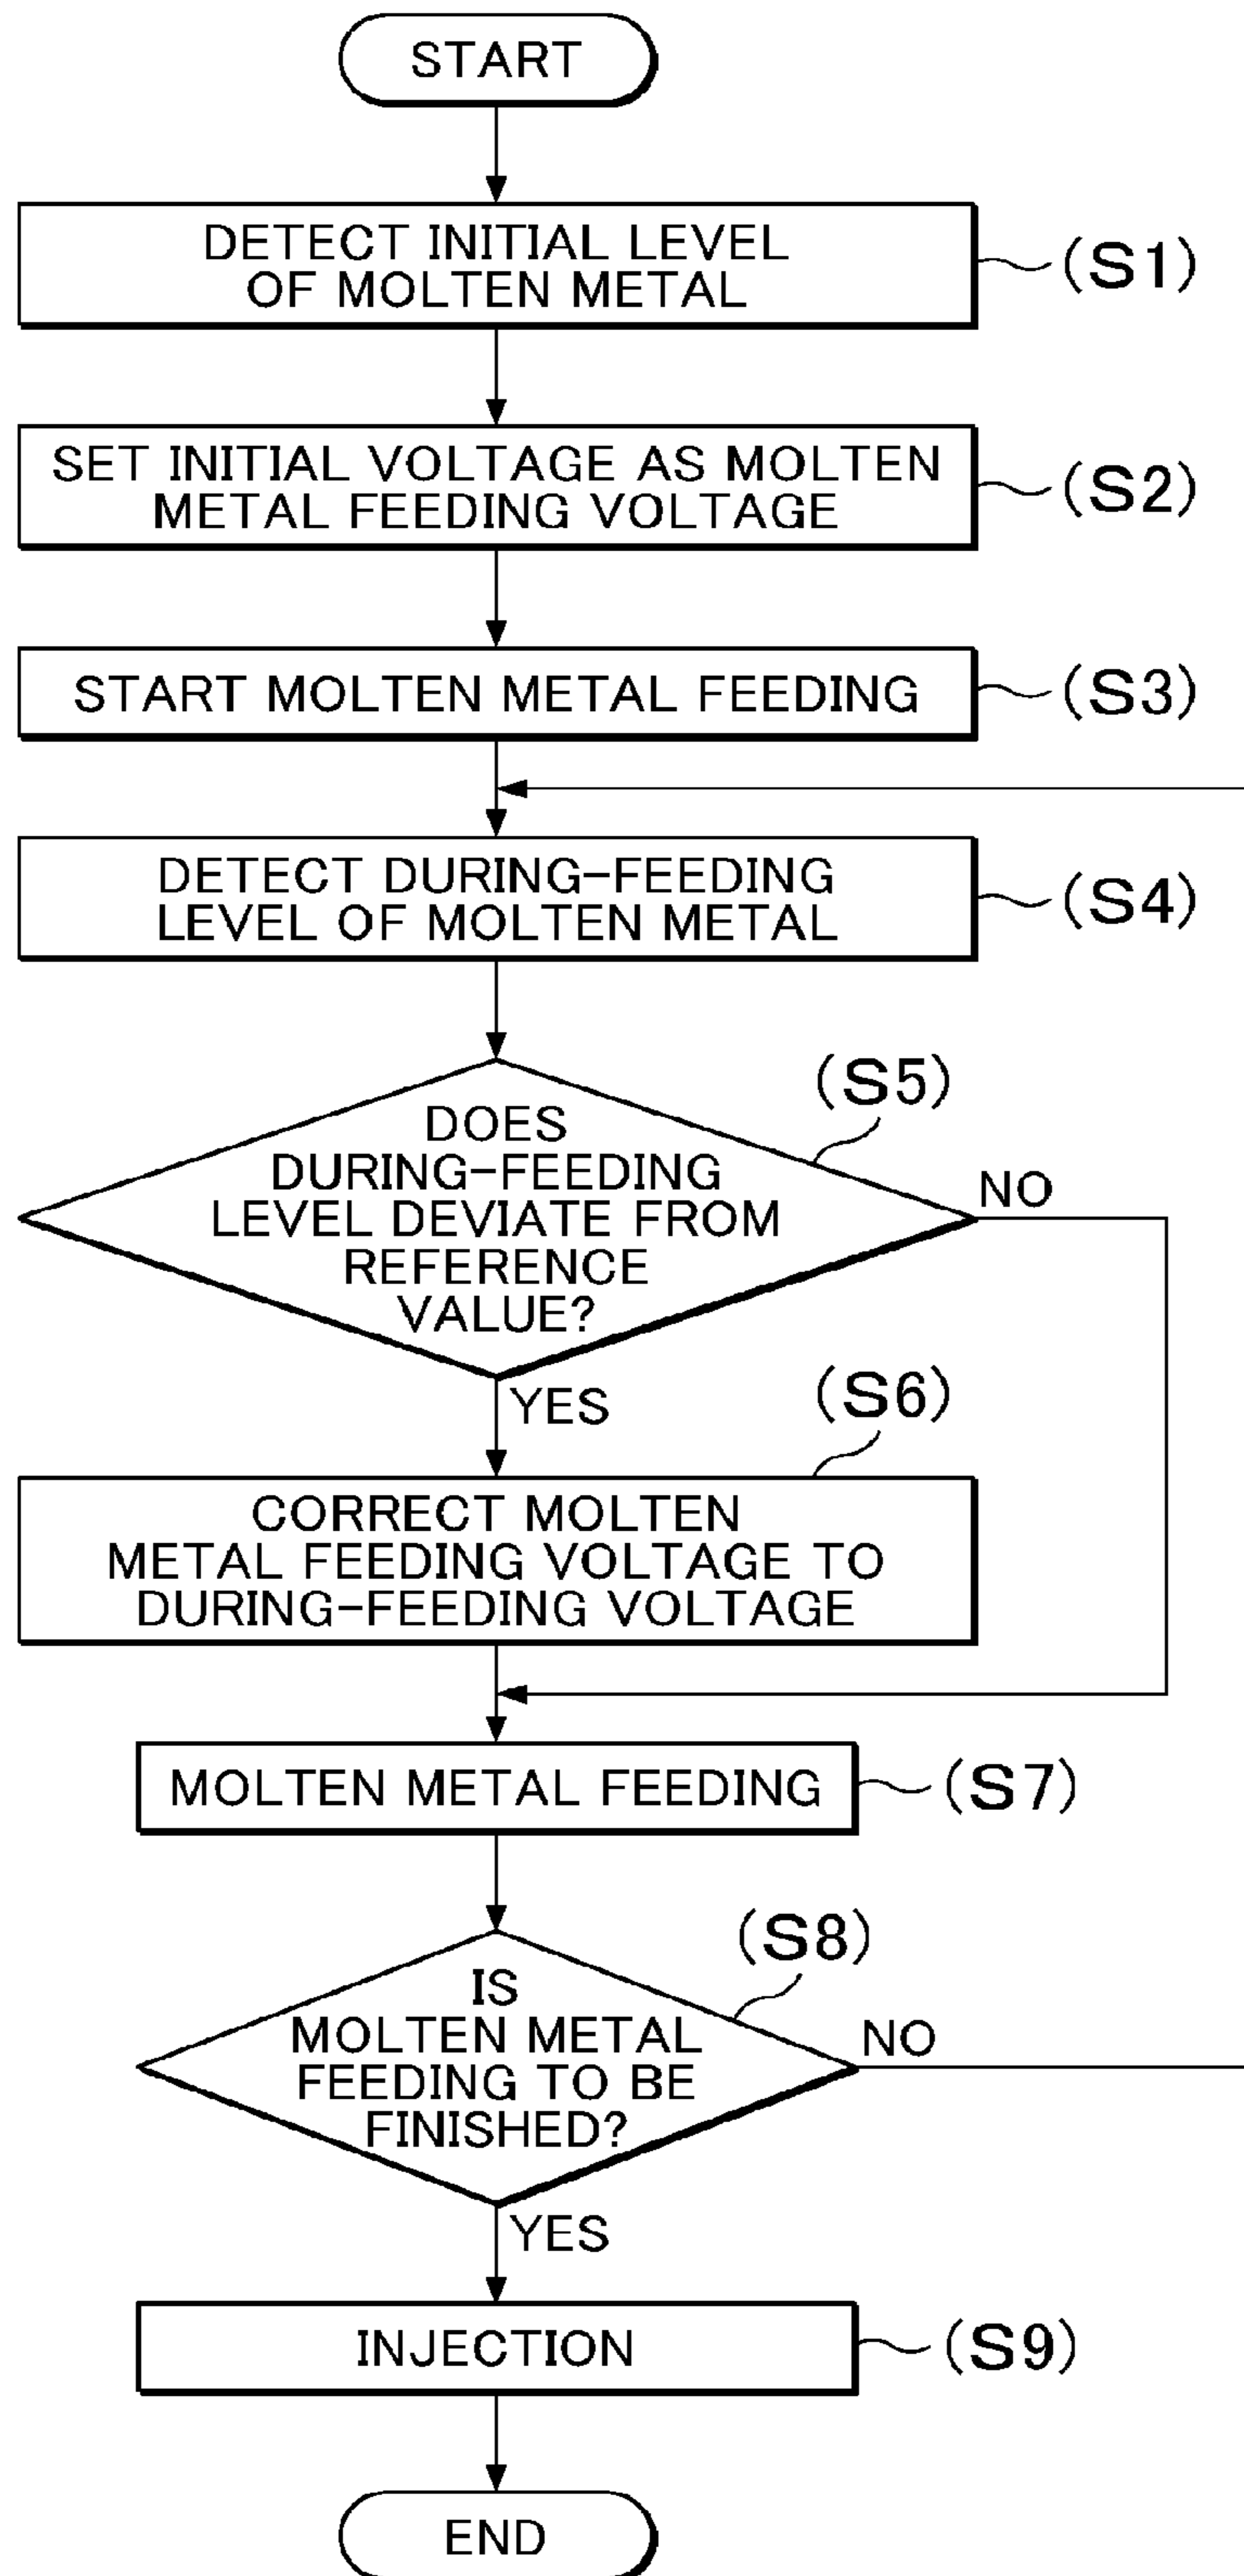 START
DETECT INITIAL LEVEL
OF MOLTEN METAL
(S1)
SET INITIAL VOLTAGE AS MOLTEN
METAL FEEDING VOLTAGE
(S2)
START MOLTEN METAL FEEDING
(S3)
DETECT DURING-FEEDING
LEVEL OF MOLTEN METAL
(S4)
(S5)
DOES
DURING-FEEDING
LEVEL DEVIATE FROM
REFERENCE
VALUE?
NO
YES
(S6)
CORRECT MOLTEN
METAL FEEDING VOLTAGE TO
DURING-FEEDING VOLTAGE
MOLTEN METAL FEEDING
(S7)
(S8)
IS
MOLTEN METAL
FEEDING TO BE
FINISHED?
NO
YES
INJECTION
(S9)
END